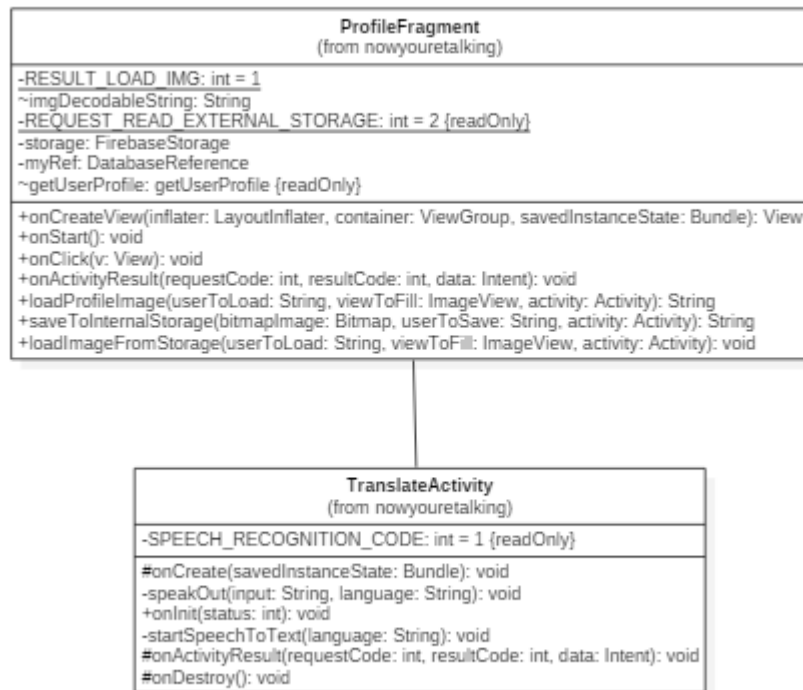 ProfileFragment
(from nowyouretalking)
-RESULT_LOAD_IMG: int = 1
~imgDecodableString: String
-REQUEST_READ_EXTERNAL_STORAGE: int = 2 {readOnly}
-storage: FirebaseStorage
-myRef: DatabaseReference
~getUserProfile: getUserProfile {readOnly}
+onCreateView(inflater: LayoutInflater, container: ViewGroup, savedInstanceState: Bundle): View
+onStart(): void
+onClick(v: View): void
+onActivityResult(requestCode: int, resultCode: int, data: Intent): void
+loadProfileImage(userToLoad: String, viewToFill: ImageView, activity: Activity): String
+saveToInternalStorage(bitmapImage: Bitmap, userToSave: String, activity: Activity): String
+loadImageFromStorage(userToLoad: String, viewToFill: ImageView, activity: Activity): void
TranslateActivity
(from nowyouretalking)
-SPEECH_RECOGNITION_CODE: int = 1 {readOnly}
#onCreate(savedInstanceState: Bundle): void
-speakOut(input: String, language: String): void
+onInit(status: int): void
-startSpeechToText(language: String): void
#onActivityResult(requestCode: int, resultCode: int, data: Intent): void
#onDestroy(): void